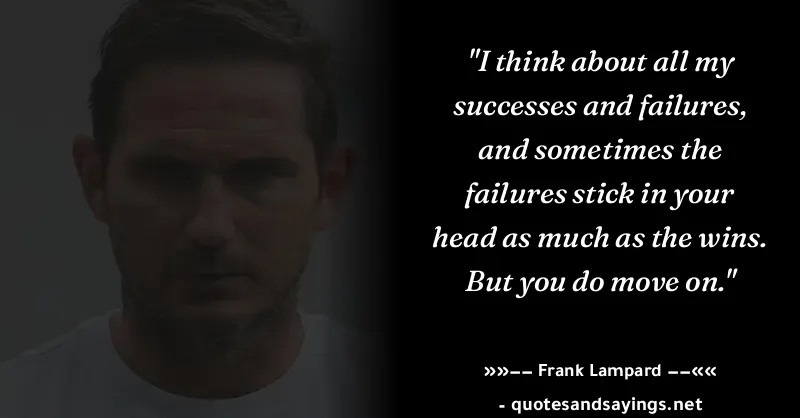 "I think about all my
successes and failures,
and sometimes the
failures stick in your
head as much as the wins.
But you do move on."
»»−− Frank Lampard −−««
- quotesandsayings.net